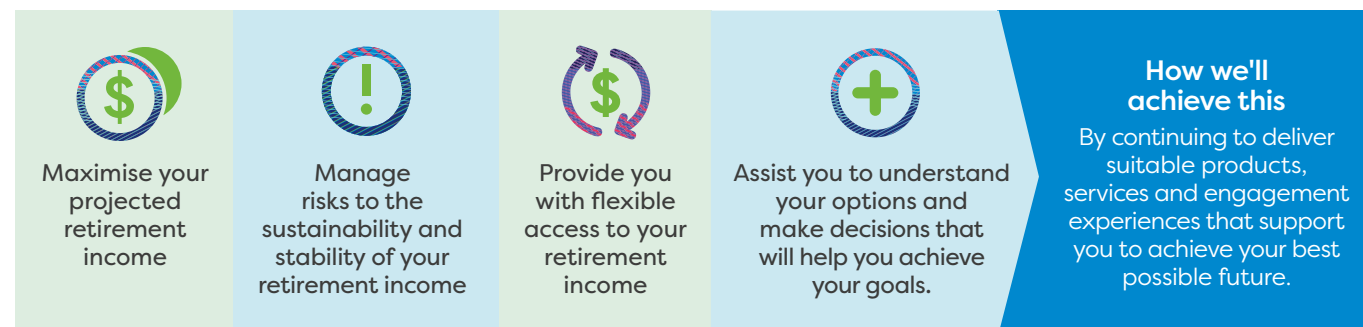 $
Maximise your
projected
retirement
income
!
Manage
risks to the
sustainability and
stability of your
retirement income
$
Provide you
with flexible
access to your
retirement
income
Assist you to understand
your options and
make decisions that
will help you achieve
your goals.
How we'll
achieve this
By continuing to deliver
suitable products,
services and engagement
experiences that support
you to achieve your best
possible future.